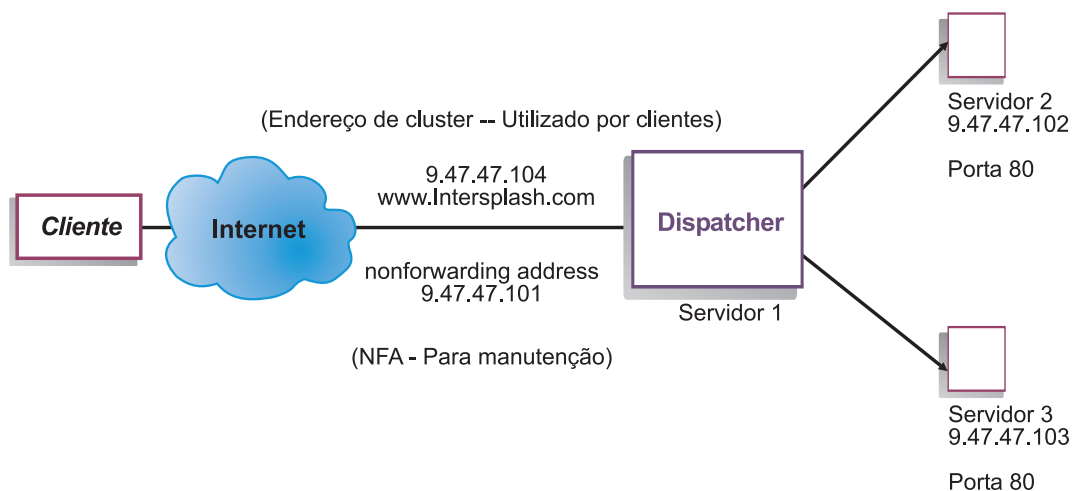 Servidor 2
9.47.47.102
Porta 80
(Endereço de cluster -- Utilizado por clientes)
9.47.47.104
www.Intersplash.com
Cliente
Internet
Dispatcher
nonforwarding address
9.47.47.101
Servidor 1
(NFA - Para manutenção)
Servidor 3
9.47.47.103
Porta 80